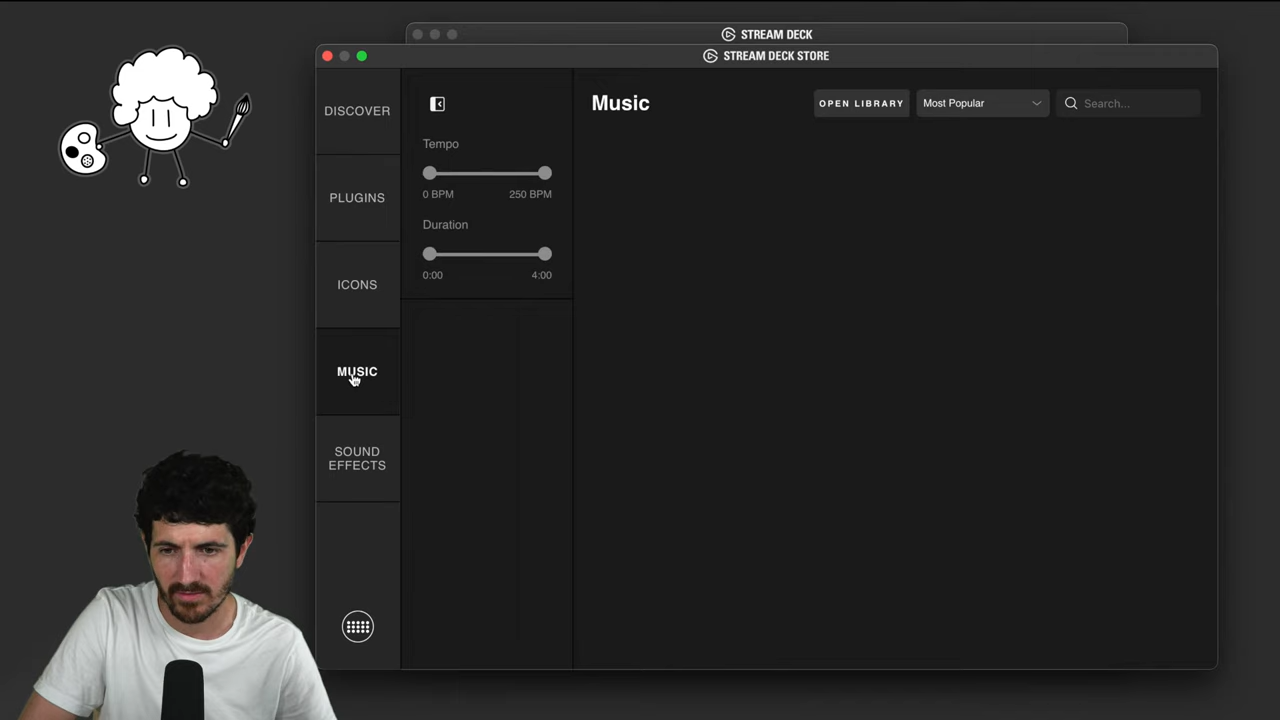 STREAM DECK
STREAM DECK STORE
DISCOVER
PLUGINS
ICONS
MUSIC
SOUND
EFFECTS
Tempo
0 BPM 250 BPM
Duration
0:00 4:00
Music
OPEN LIBRARY
Most Popular
Search...